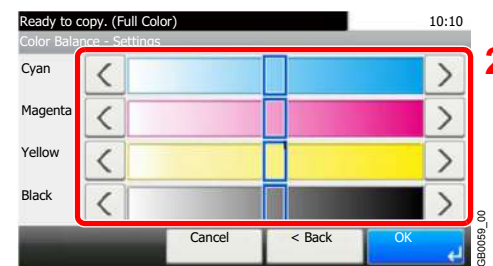 Ready to copy. (Full Color) 10:10
Color Balance - Settings
Cyan
Magenta
Yellow
Black
Cancel < Back OK
2
GB0059_00